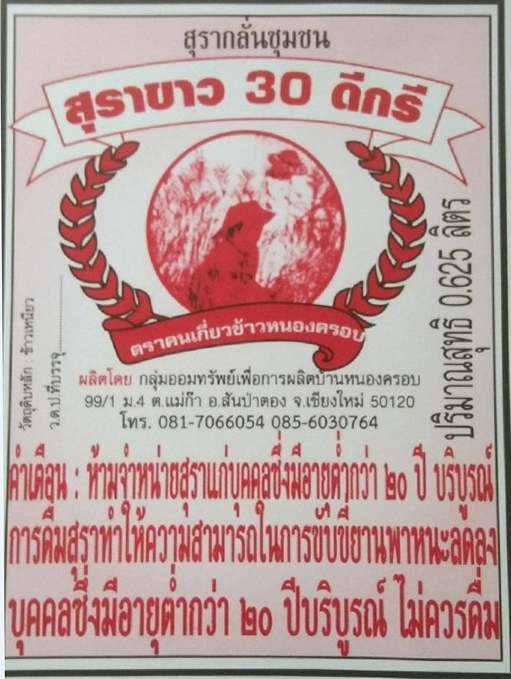 สุรากลั่นชุมชน
สุราขาว 30 ดีกรี
ตราคนเกี่ยวข้าวหนองครอบ
วัตถุดิบหลัก : ข้าวเหนียว
ว.ด.ป.ที่บรรจุ............
ปริมาณสุทธิ 0.625 ลิตร
ผลิตโดย กลุ่มออมทรัพย์เพื่อการผลิตบ้านหนองครอบ
99/1 ม.4 ต.แม่ก๊า อ.สันป่าตอง จ.เชียงใหม่ 50120
โทร. 081-7066054 085-6030764
คำเตือน : ห้ามจำหน่ายสุราแก่บุคคลซึ่งมีอายุต่ำกว่า ๒๐ ปี บริบูรณ์
การดื่มสุราทำให้ความสามารถในการขับขี่ยานพาหนะลดลง
บุคคลซึ่งมีอายุต่ำกว่า ๒๐ ปีบริบูรณ์ ไม่ควรดื่ม